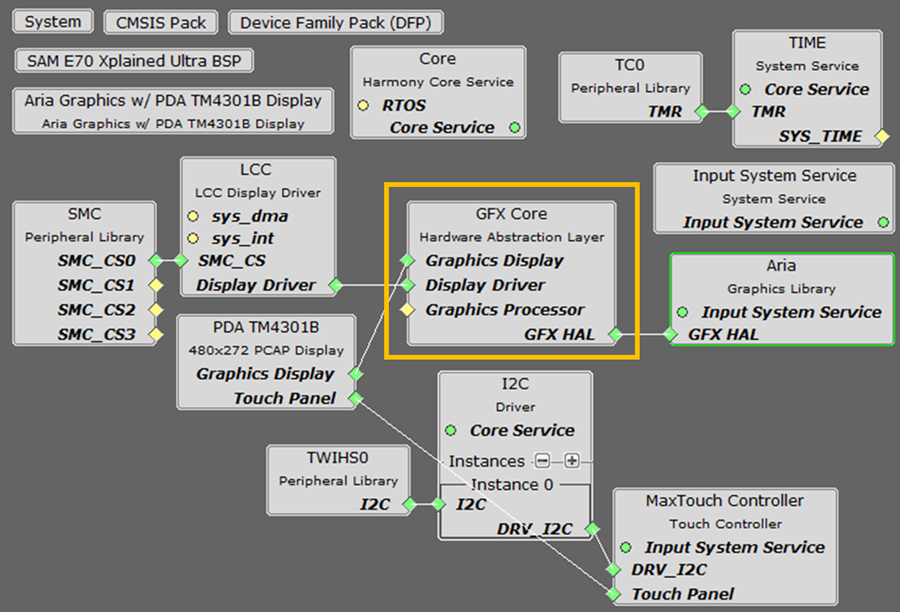 System
CMSIS Pack
Device Family Pack (DFP)
SAM E70 Xplained Ultra BSP
Aria Graphics w/ PDA TM4301B Display
Aria Graphics w/ PDA TM4301B Display
Core
Harmony Core Service
RTOS
Core Service
TC0
Peripheral Library
TMR
TIME
System Service
Core Service
TMR
SYS_TIME
LCC
LCC Display Driver
sys_dma
sys_int
SMC_CS
Display Driver
SMC
Peripheral Library
SMC_CS0
SMC_CS1
SMC_CS2
SMC_CS3
GFX Core
Hardware Abstraction Layer
Graphics Display
Display Driver
Graphics Processor
GFX HAL
Input System Service
System Service
Input System Service
Aria
Graphics Library
Input System Service
GFX HAL
PDA TM4301B
480x272 PCAP Display
Graphics Display
Touch Panel
I2C
Driver
Core Service
Instances
Instance 0
I2C
DRV_I2C
TWIHS0
Peripheral Library
I2C
MaxTouch Controller
Touch Controller
Input System Service
DRV_I2C
Touch Panel